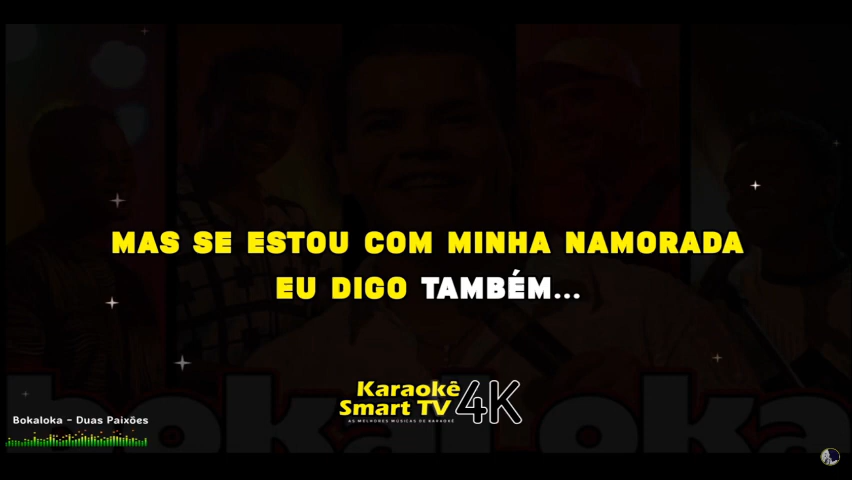 MAS SE ESTOU COM MINHA NAMORADA
EU DIGO TAMBÉM...
Karaokê
Smart TV 4K
AS MELHORES MÚSICAS DE KARAOKÊ
Bokaloka - Duas Paixões
bokaloka